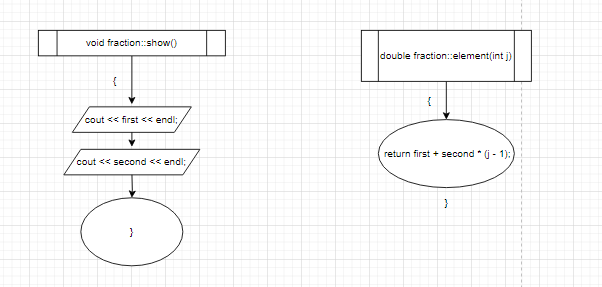 void fraction::show()
{
cout << first << endl;
cout << second << endl;
}
double fraction::element(int j)
{
return first + second * (j - 1);
}